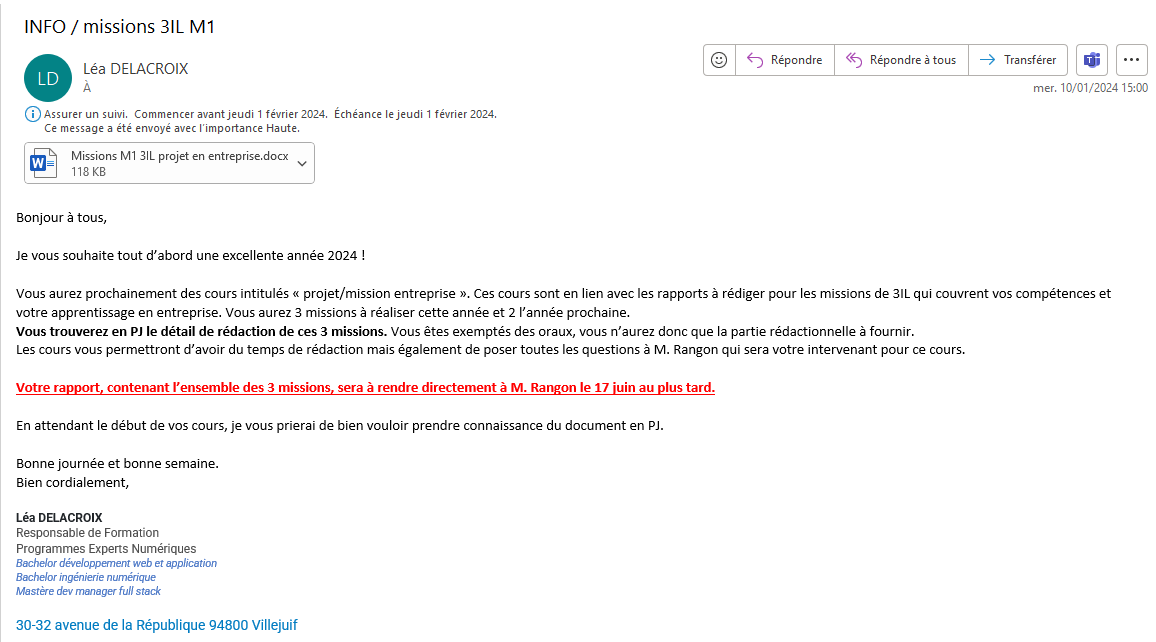 INFO / missions 3IL M1
LD
Léa DELACROIX
À
Répondre
Répondre à tous
Transférer
mer. 10/01/2024 15:00
Assurer un suivi. Commencer avant jeudi 1 février 2024. Échéance le jeudi 1 février 2024.
Ce message a été envoyé avec l'importance Haute.
Missions M1 3IL projet en entreprise.docx
118 KB
Bonjour à tous,
Je vous souhaite tout d'abord une excellente année 2024 !
Vous aurez prochainement des cours intitulés « projet/mission entreprise ». Ces cours sont en lien avec les rapports à rédiger pour les missions de 3IL qui couvrent vos compétences et
votre apprentissage en entreprise. Vous aurez 3 missions à réaliser cette année et 2 l'année prochaine.
Vous trouverez en PJ le détail de rédaction de ces 3 missions. Vous êtes exemptés des oraux, vous n'aurez donc que la partie rédactionnelle à fournir.
Les cours vous permettront d'avoir du temps de rédaction mais également de poser toutes les questions à M. Rangon qui sera votre intervenant pour ce cours.
Votre rapport, contenant l'ensemble des 3 missions, sera à rendre directement à M. Rangon le 17 juin au plus tard.
En attendant le début de vos cours, je vous prierai de bien vouloir prendre connaissance du document en PJ.
Bonne journée et bonne semaine.
Bien cordialement,
Léa DELACROIX
Responsable de Formation
Programmes Experts Numériques
Bachelor développement web et application
Bachelor ingénierie numérique
Mastère dev manager full stack
30-32 avenue de la République 94800 Villejuif